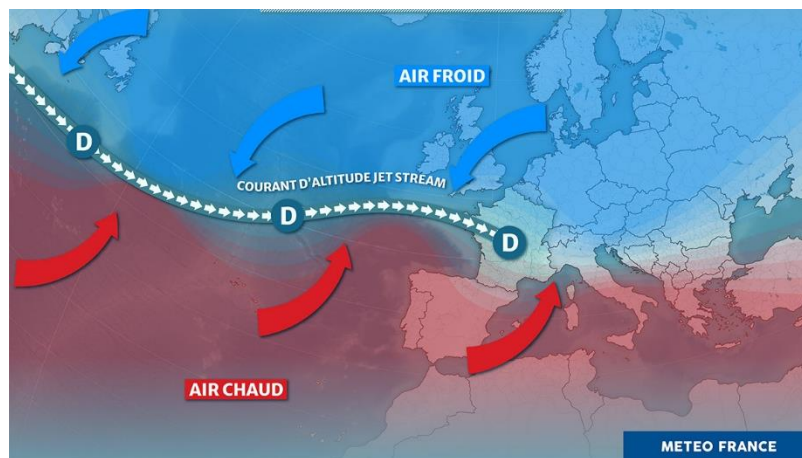 AIR FROID
D
COURANT D'ALTITUDE JET STREAM
D
D
AIR CHAUD
METEO FRANCE